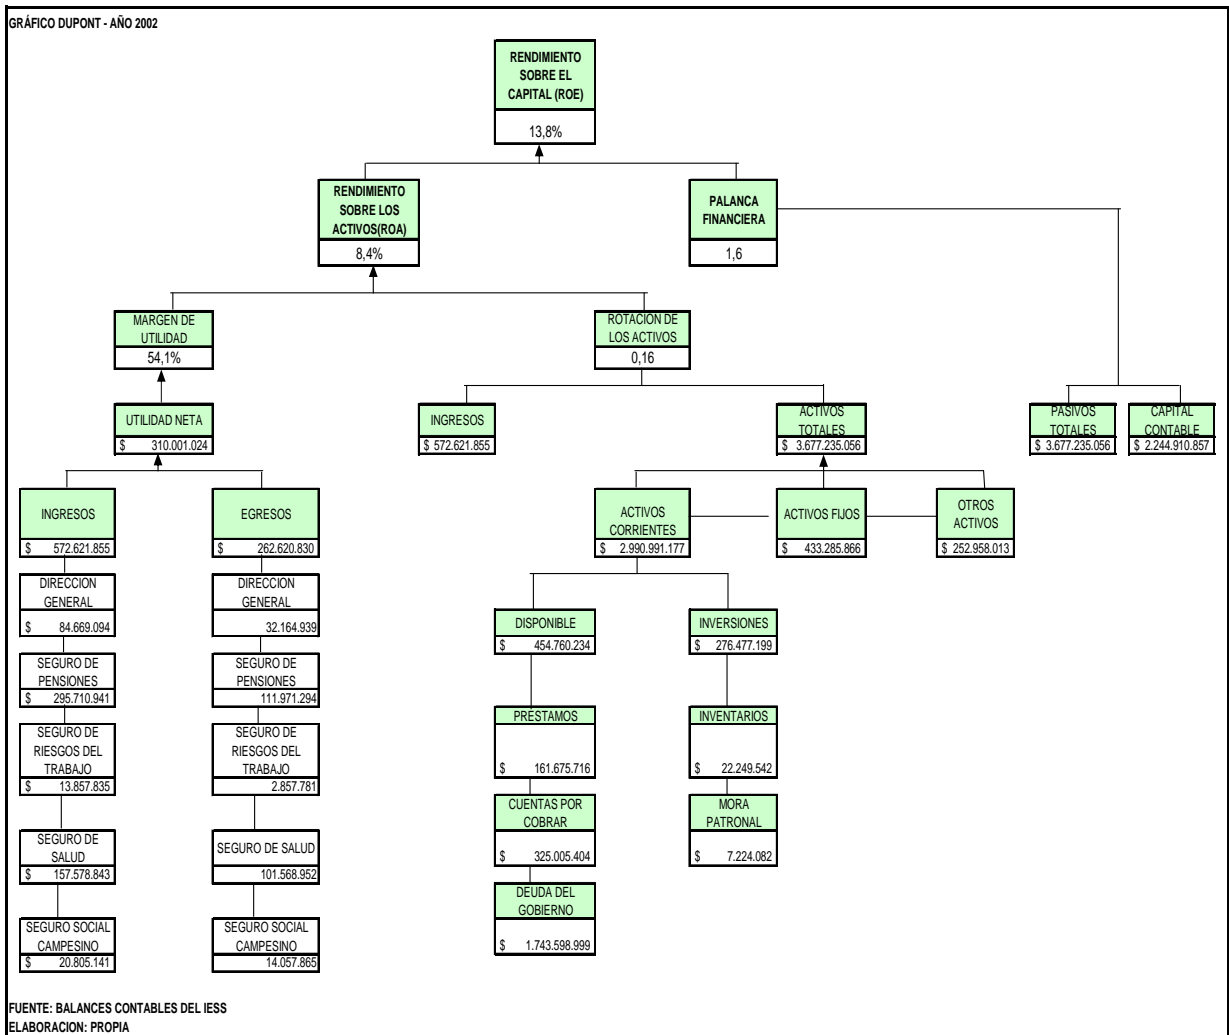 GRÁFICO DUPONT - AÑO 2002
RENDIMIENTO
SOBRE EL
CAPITAL (ROE)
13,8%
RENDIMIENTO
SOBRE LOS
ACTIVOS(ROA)
8,4%
PALANCA
FINANCIERA
1,6
MARGEN DE
UTILIDAD
54,1%
ROTACION DE
LOS ACTIVOS
0,16
UTILIDAD NETA
$ 310.001.024
INGRESOS
$ 572.621.855
ACTIVOS
TOTALES
$ 3.677.235.056
PASIVOS
TOTALES
$ 3.677.235.056
CAPITAL
CONTABLE
$ 2.244.910.857
INGRESOS
$ 572.621.855
EGRESOS
$ 262.620.830
ACTIVOS
CORRIENTES
$ 2.990.991.177
ACTIVOS FIJOS
$ 433.285.866
OTROS
ACTIVOS
$ 252.958.013
DIRECCION
GENERAL
$ 84.669.094
DIRECCION
GENERAL
32.164.939
DISPONIBLE
$ 454.760.234
INVERSIONES
$ 276.477.199
SEGURO DE
PENSIONES
$ 295.710.941
SEGURO DE
PENSIONES
111.971.294
PRESTAMOS
$ 161.675.716
INVENTARIOS
$ 22.249.542
SEGURO DE
RIESGOS DEL
TRABAJO
$ 13.857.835
SEGURO DE
RIESGOS DEL
TRABAJO
2.857.781
CUENTAS POR
COBRAR
$ 325.005.404
MORA
PATRONAL
$ 7.224.082
SEGURO DE
SALUD
$ 157.578.843
SEGURO DE SALUD
101.568.952
DEUDA DEL
GOBIERNO
$ 1.743.598.999
SEGURO SOCIAL
CAMPESINO
$ 20.805.141
SEGURO SOCIAL
CAMPESINO
14.057.865
FUENTE: BALANCES CONTABLES DEL IESS
ELABORACION: PROPIA